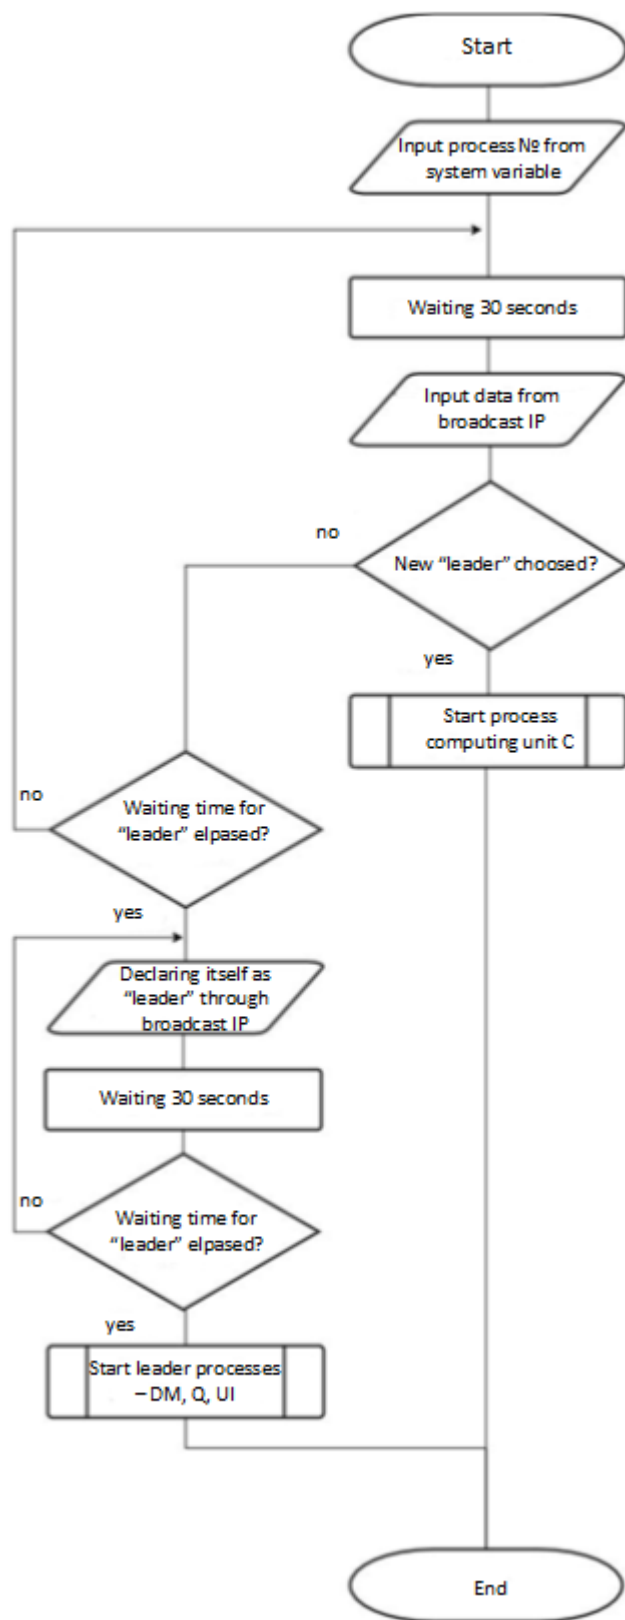 Start
Input process № from
system variable
Waiting 30 seconds
Input data from
broadcast IP
no
New “leader” choosed?
yes
Start process
computing unit C
no
Waiting time for
“leader” elpased?
yes
Declaring itself as
“leader” through
broadcast IP
Waiting 30 seconds
no
Waiting time for
“leader” elpased?
yes
Start leader processes
– DM, Q, UI
End